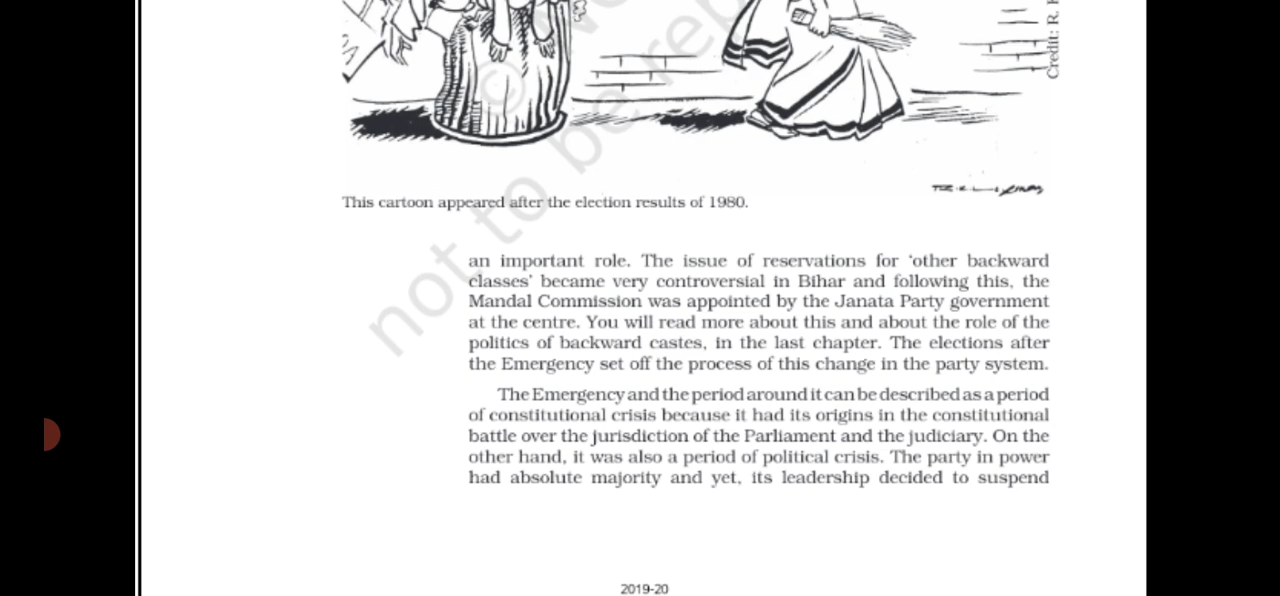 Credit: R.
This cartoon appeared after the election results of 1980.
an important role. The issue of reservations for ‘other backward
classes’ became very controversial in Bihar and following this, the
Mandal Commission was appointed by the Janata Party government
at the centre. You will read more about this and about the role of the
politics of backward castes, in the last chapter. The elections after
the Emergency set off the process of this change in the party system.
The Emergency and the period around it can be described as a period
of constitutional crisis because it had its origins in the constitutional
battle over the jurisdiction of the Parliament and the judiciary. On the
other hand, it was also a period of political crisis. The party in power
had absolute majority and yet, its leadership decided to suspend
not to be rep
2019-20